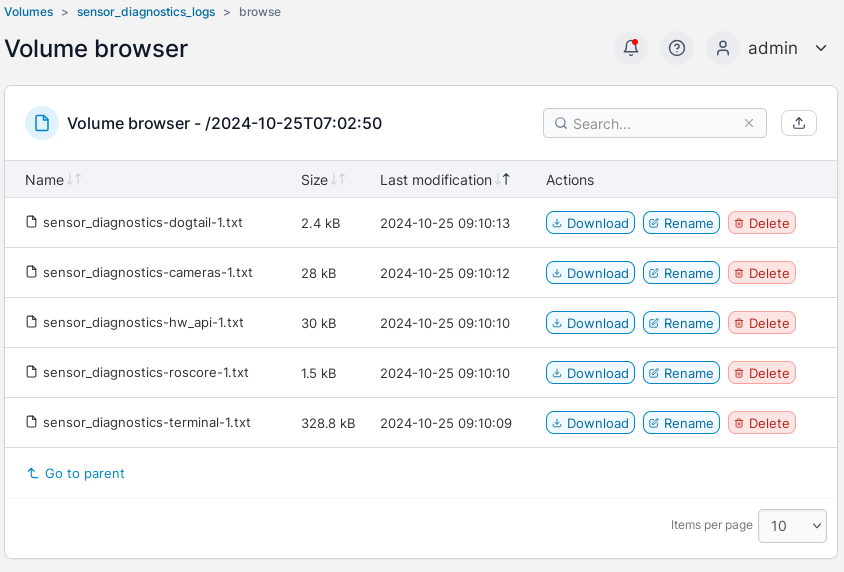 Volumes > sensor_diagnostics_logs > browse
Volume browser
admin
Volume browser - /2024-10-25T07:02:50
Search...
Name Size Last modification Actions
sensor_diagnostics-dogtail-1.txt 2.4 kB 2024-10-25 09:10:13 Download Rename Delete
sensor_diagnostics-cameras-1.txt 28 kB 2024-10-25 09:10:12 Download Rename Delete
sensor_diagnostics-hw_api-1.txt 30 kB 2024-10-25 09:10:10 Download Rename Delete
sensor_diagnostics-roscore-1.txt 1.5 kB 2024-10-25 09:10:10 Download Rename Delete
sensor_diagnostics-terminal-1.txt 328.8 kB 2024-10-25 09:10:09 Download Rename Delete
Go to parent
Items per page 10